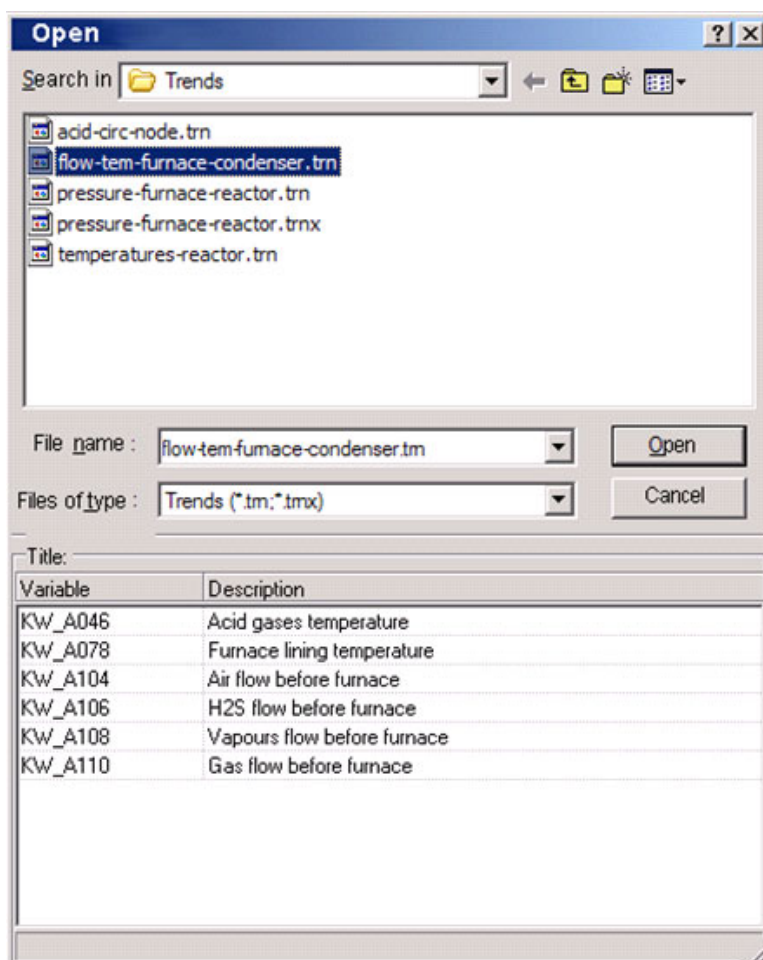 Open
Search in Trends
acid-circ-node.trn
flow-tem-furnace-condenser.trn
pressure-furnace-reactor.trn
pressure-furnace-reactor.trnx
temperatures-reactor.trn
File name : flow-tem-furnace-condenser.trn Open
Files of type : Trends (*.trn;*.trnx) Cancel
Title:
Variable Description
KW_A046 Acid gases temperature
KW_A078 Furnace lining temperature
KW_A104 Air flow before furnace
KW_A106 H2S flow before furnace
KW_A108 Vapours flow before furnace
KW_A110 Gas flow before furnace